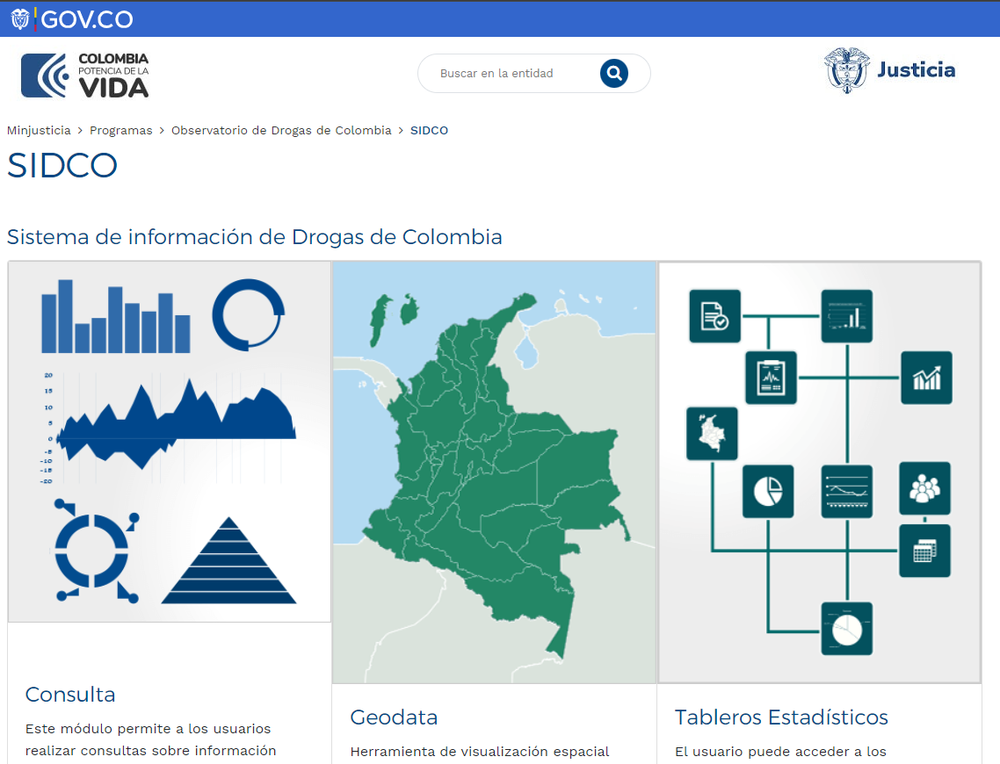 GOV.CO
COLOMBIA
POTENCIA DE LA
VIDA
Buscar en la entidad
Justicia
Minjusticia > Programas > Observatorio de Drogas de Colombia > SIDCO
SIDCO
Sistema de información de Drogas de Colombia
20
15
10
5
0
-5
-10
-15
-20
Consulta
Este módulo permite a los usuarios
realizar consultas sobre información
Geodata
Herramienta de visualización espacial
Tableros Estadísticos
El usuario puede acceder a los